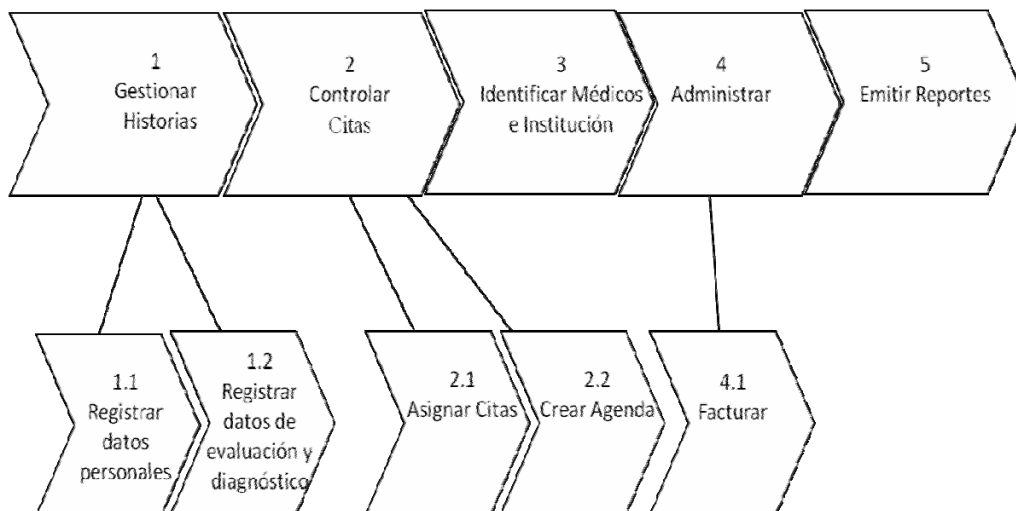 1
Gestionar
Historias
2
Controlar
Citas
3
Identificar Médicos
e Institución
4
Administrar
5
Emitir Reportes
1.1
Registrar
datos
personales
1.2
Registrar
datos de
evaluación y
diagnóstico
2.1
Asignar Citas
2.2
Crear Agenda
4.1
Facturar